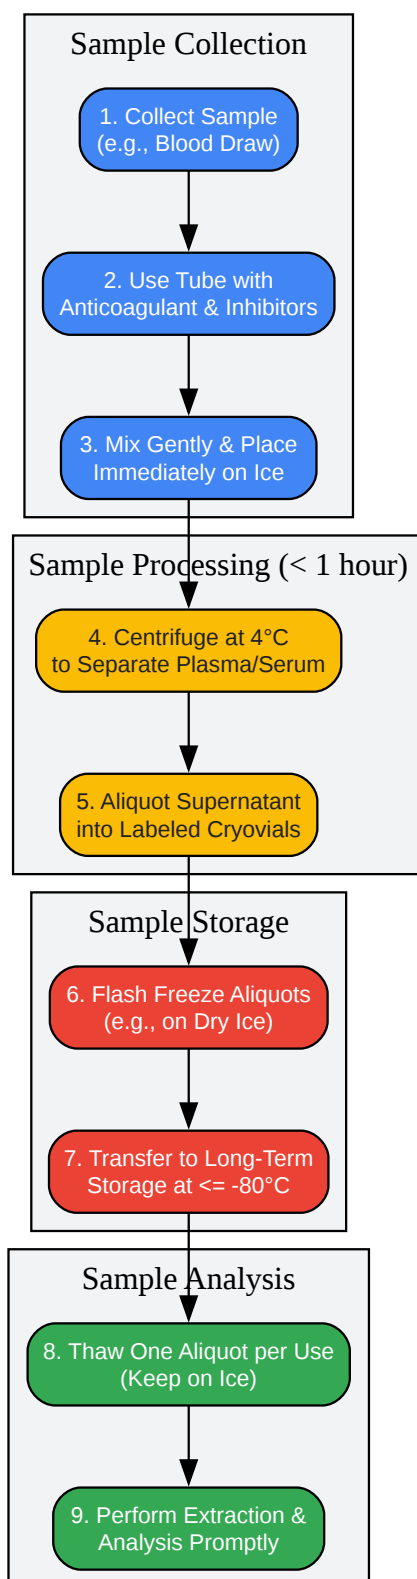 Sample Collection
1. Collect Sample
(e.g., Blood Draw)
2. Use Tube with
Anticoagulant & Inhibitors
3. Mix Gently & Place
Immediately on Ice
Sample Processing (< 1 hour)
4. Centrifuge at 4°C
to Separate Plasma/Serum
5. Aliquot Supernatant
into Labeled Cryovials
Sample Storage
6. Flash Freeze Aliquots
(e.g., on Dry Ice)
7. Transfer to Long-Term
Storage at <= -80°C
Sample Analysis
8. Thaw One Aliquot per Use
(Keep on Ice)
9. Perform Extraction &
Analysis Promptly